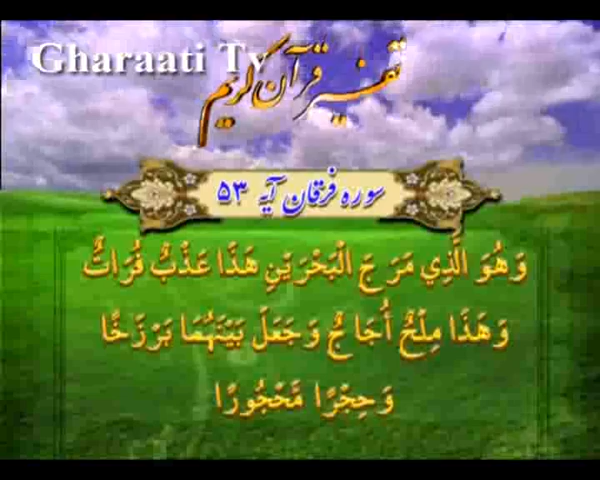 Gharaati Tv
تفسیر قرآن کریم
سوره فرقان آیه ۵۳
وَهُوَ الَّذِي مَرَجَ الْبَحْرَيْنِ هَذَا عَذْبٌ فُرَاتٌ
وَهَذَا مِلْحٌ أُجَاجٌ وَجَعَلَ بَيْنَهُمَا بَرْزَخًا
وَحِجْرًا مَّحْجُورًا